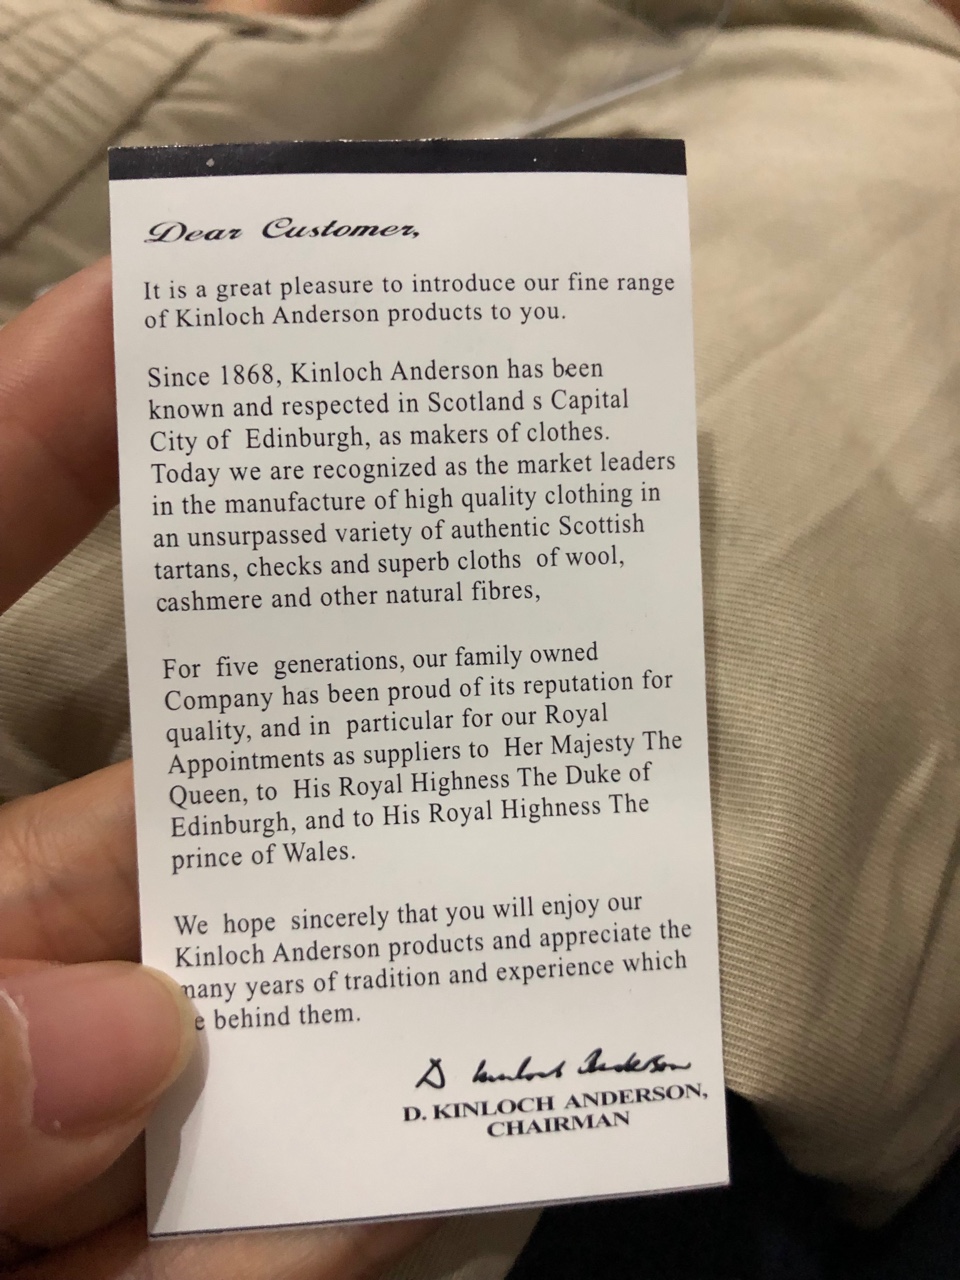 Dear Customer,
It is a great pleasure to introduce our fine range
of Kinloch Anderson products to you.
Since 1868, Kinloch Anderson has been
known and respected in Scotland s Capital
City of Edinburgh, as makers of clothes.
Today we are recognized as the market leaders
in the manufacture of high quality clothing in
an unsurpassed variety of authentic Scottish
tartans, checks and superb cloths of wool,
cashmere and other natural fibres,
For five generations, our family owned
Company has been proud of its reputation for
quality, and in particular for our Royal
Appointments as suppliers to Her Majesty The
Queen, to His Royal Highness The Duke of
Edinburgh, and to His Royal Highness The
prince of Wales.
We hope sincerely that you will enjoy our
Kinloch Anderson products and appreciate the
many years of tradition and experience which
behind them.
D Kinloch Anderson
D. KINLOCH ANDERSON,
CHAIRMAN